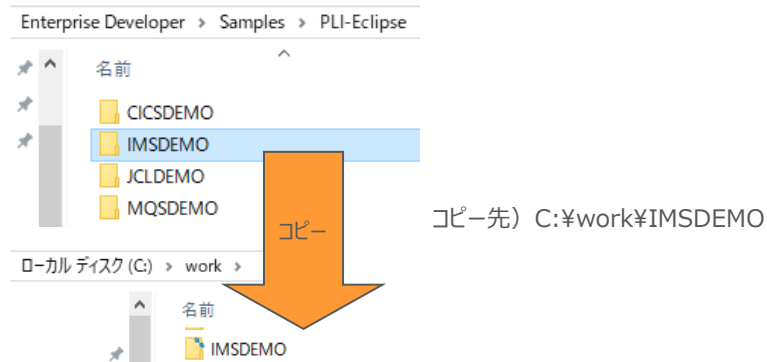 Enterprise Developer > Samples > PLI-Eclipse
名前
CICSDEMO
IMSDEMO
JCLDEMO
MQSDEMO
コピー
コピー先）C:¥work¥IMSDEMO
ローカル ディスク (C:) > work >
名前
IMSDEMO